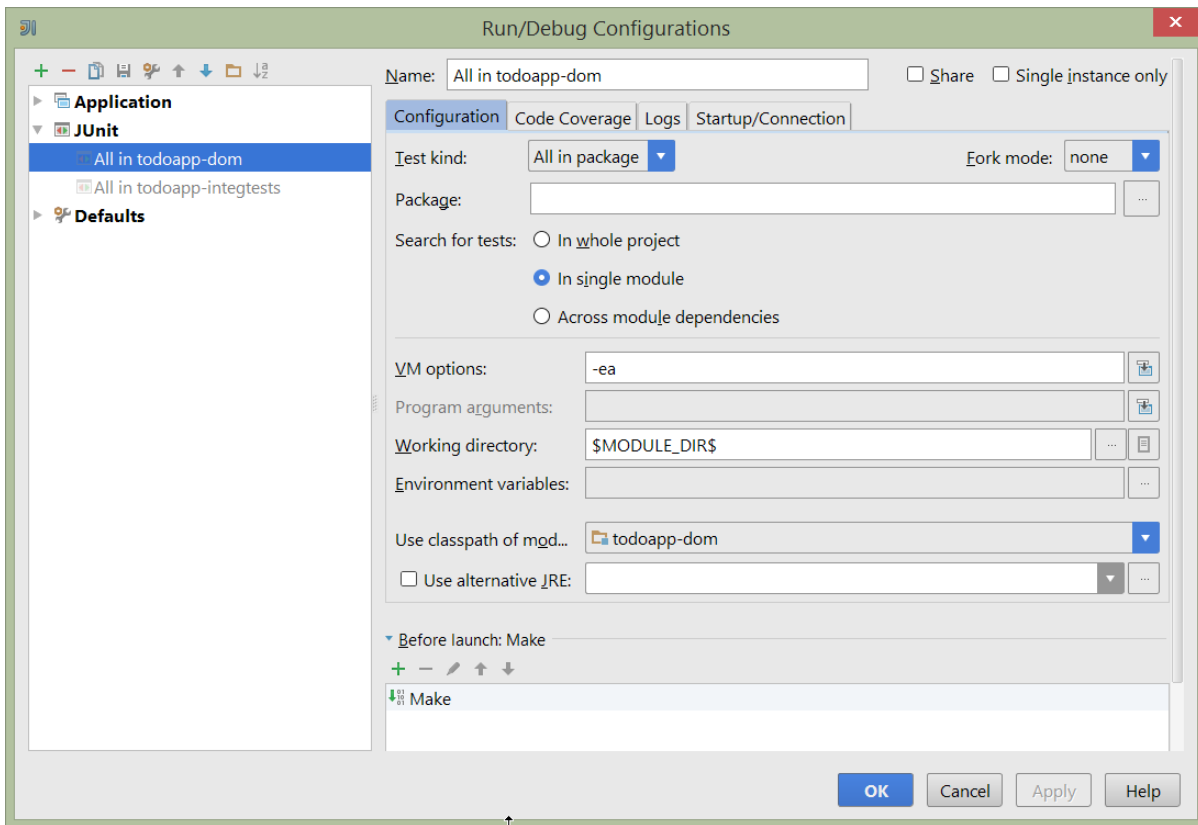 Run/Debug Configurations
Application
JUnit
All in todoapp-dom
All in todoapp-integtests
Defaults
Name: All in todoapp-dom Share Single instance only
Configuration Code Coverage Logs Startup/Connection
Test kind: All in package Fork mode: none
Package:
Search for tests: In whole project
In single module
Across module dependencies
VM options: -ea
Program arguments:
Working directory: $MODULE_DIR$
Environment variables:
Use classpath of mod... todoapp-dom
Use alternative JRE:
Before launch: Make
Make
OK Cancel Apply Help